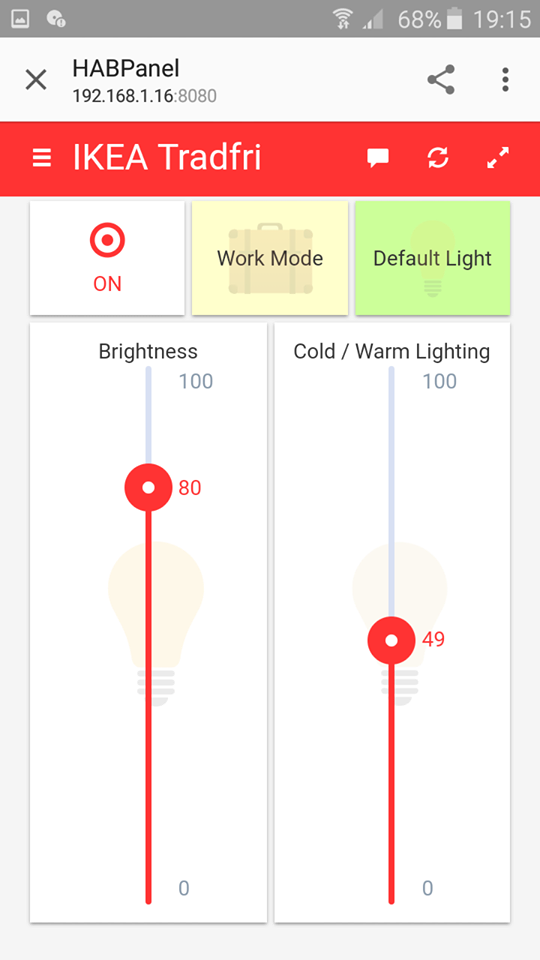 68% 19:15
HABPanel
192.168.1.16:8080
IKEA Tradfri
ON
Work Mode
Default Light
Brightness
100
80
0
Cold / Warm Lighting
100
49
0